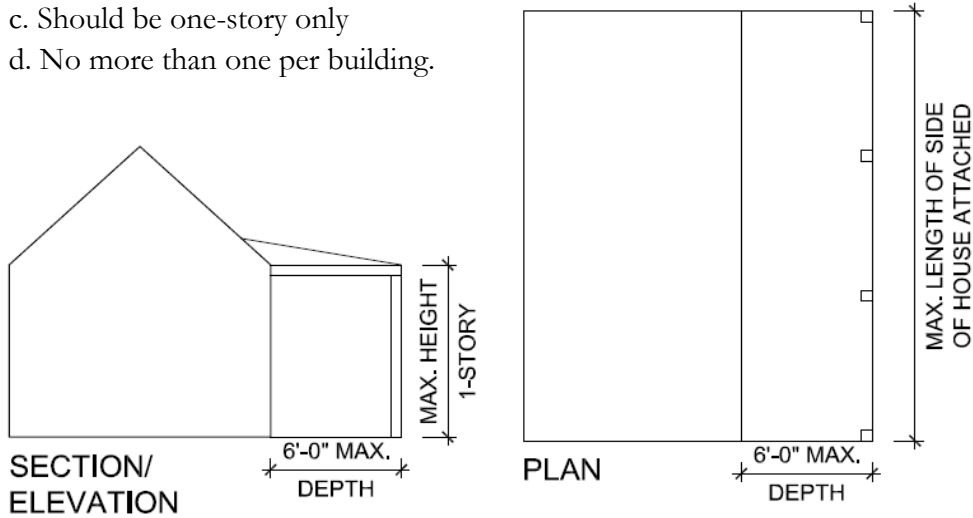 c. Should be one-story only
d. No more than one per building.
MAX. HEIGHT
1-STORY
6'-0" MAX.
DEPTH
SECTION/
ELEVATION
MAX. LENGTH OF SIDE
OF HOUSE ATTACHED
6'-0" MAX.
DEPTH
PLAN